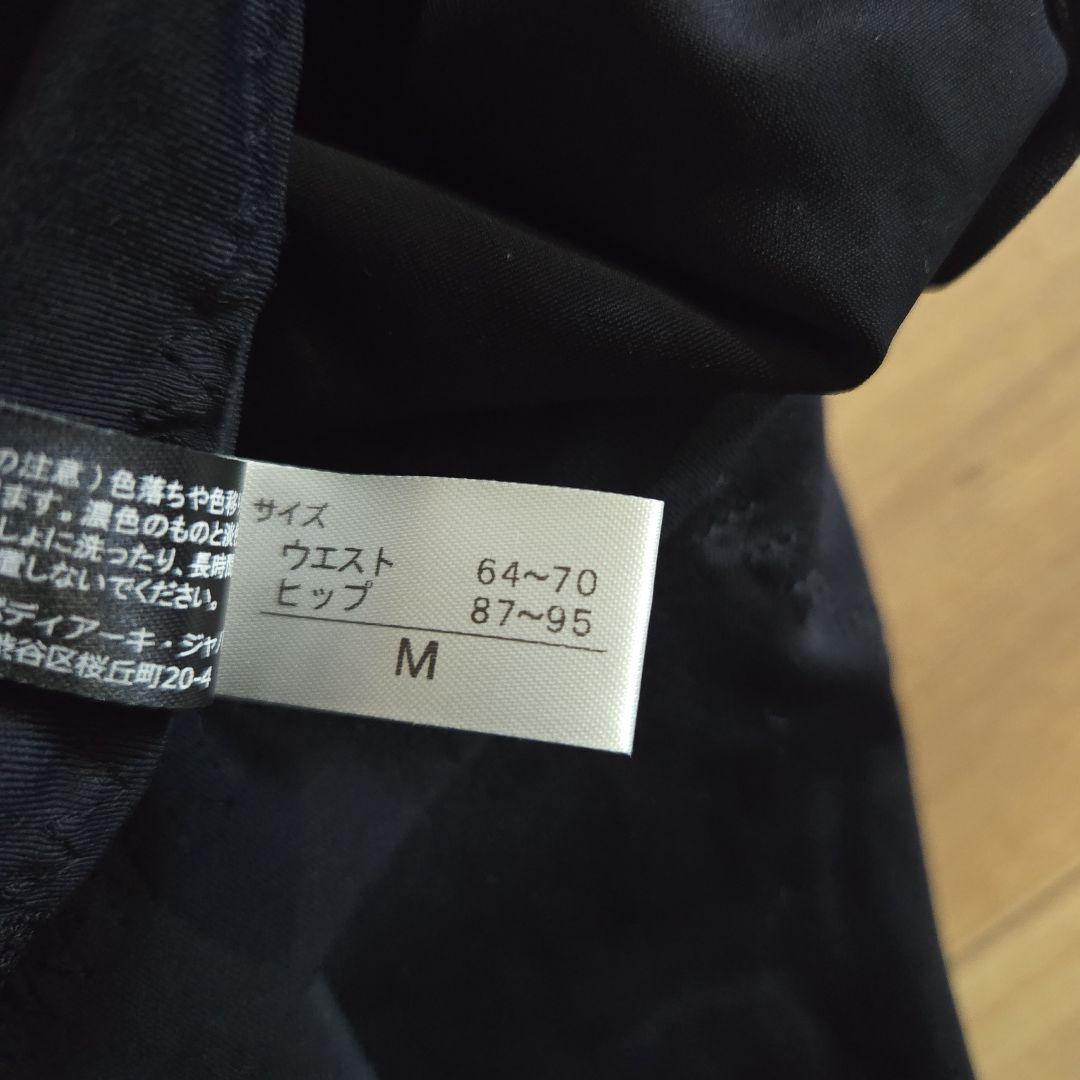 の注意）色落ちや色移
ます。濃色のものと淡
しょに洗ったり、長時間
しないでください。
ディアーキ・ジャパ
渋谷区桜丘町20-4
サイズ
ウエスト 64～70
ヒップ 87～95
M